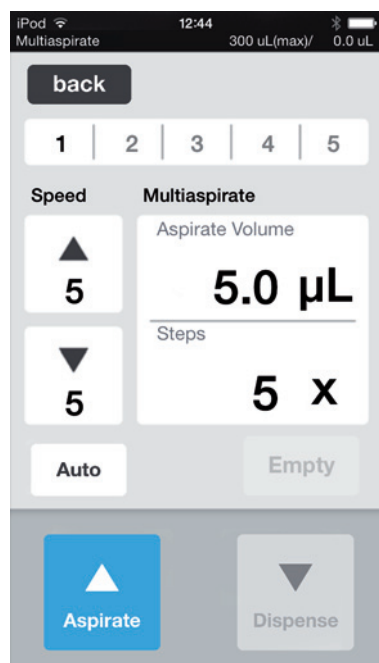 iPod 12:44
Multiaspirate 300 uL(max)/ 0.0 uL
back
1 2 3 4 5
Speed Multiaspirate
Aspirate Volume
5 5.0 µL
Steps
5 5 x
Auto Empty
Aspirate Dispense